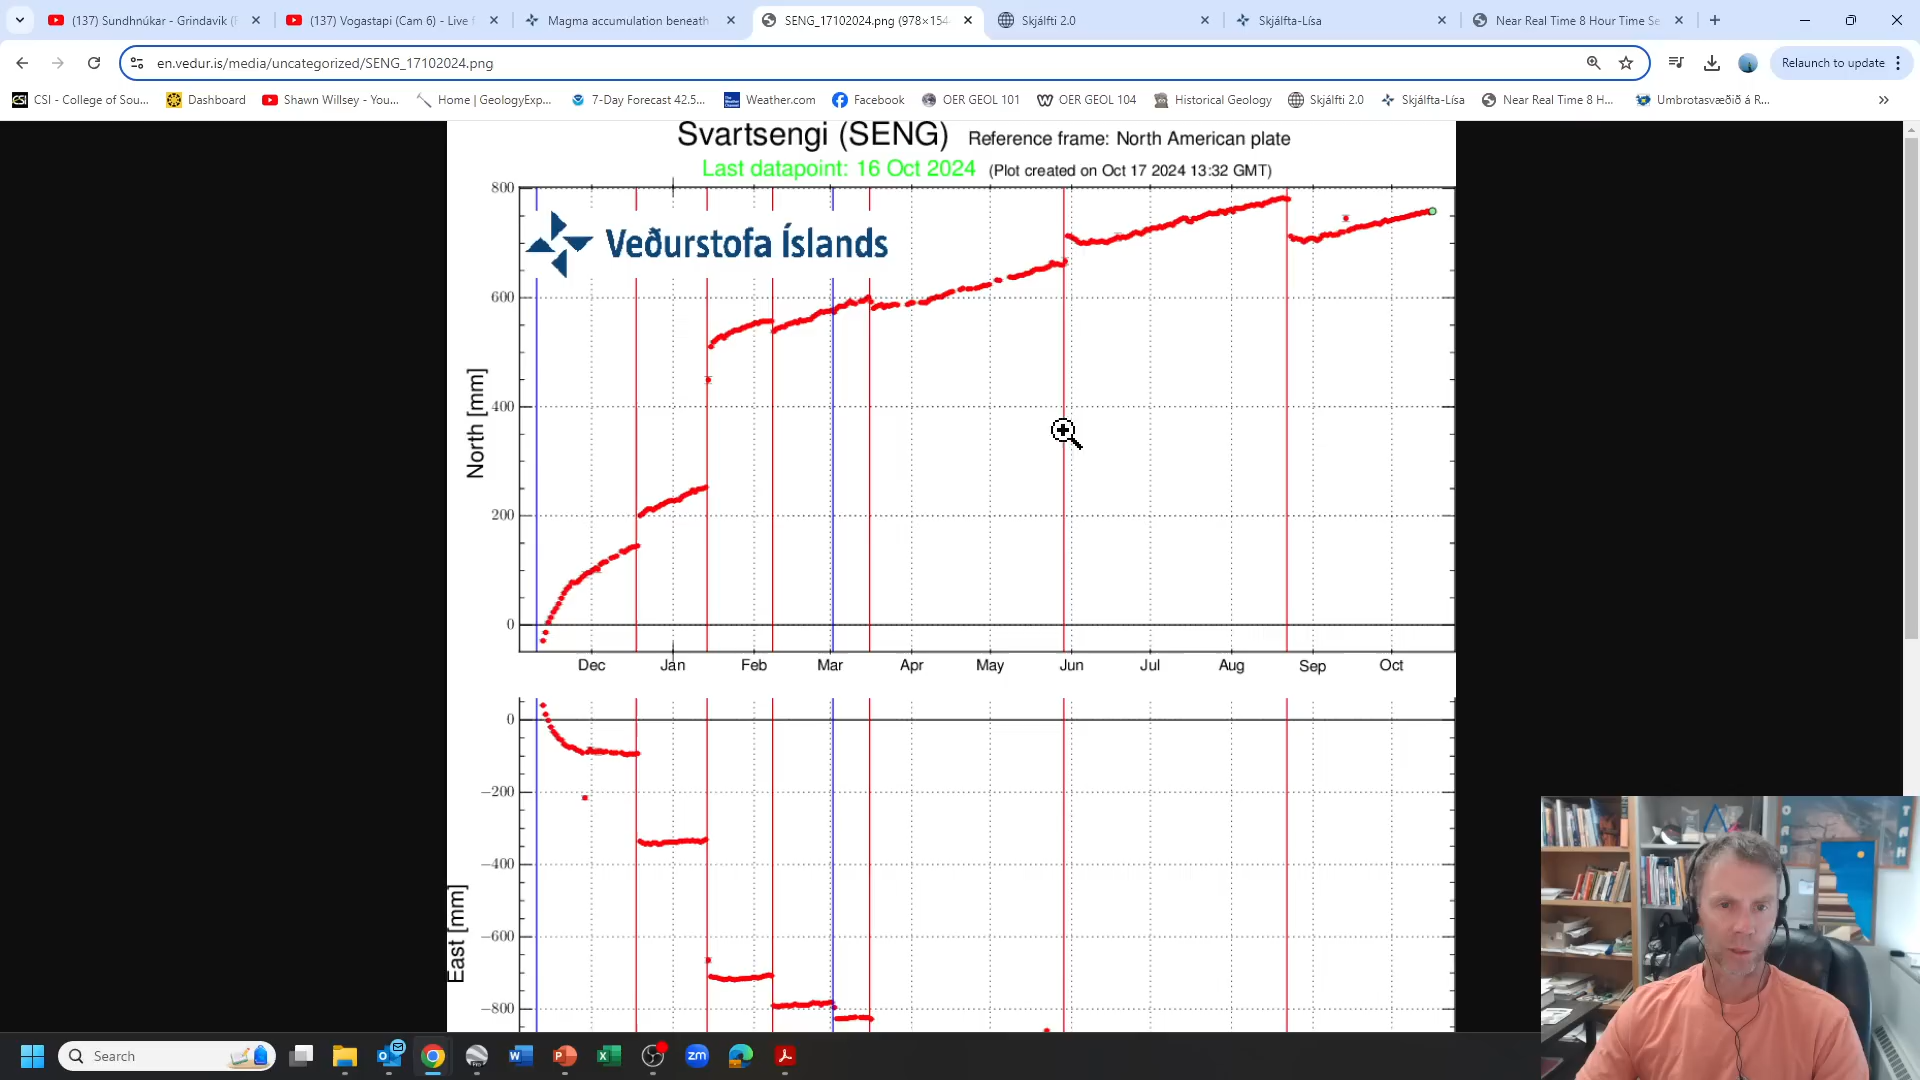 (137) Sundhnúkar - Grindavik (
(137) Vogastapi (Cam 6) - Live f
Magma accumulation beneath
SENG_17102024.png (978×154
Skjálfti 2.0
Skjálfta-Lísa
Near Real Time 8 Hour Time Se
en.vedur.is/media/uncategorized/SENG_17102024.png
Relaunch to update
CSI - College of Sou...
Dashboard
Shawn Willsey - You...
Home | GeologyExp...
7-Day Forecast 42.5...
Weather.com
Facebook
OER GEOL 101
OER GEOL 104
Historical Geology
Skjálfti 2.0
Skjálfta-Lísa
Near Real Time 8 H...
Umbrotasvæðið á R...
Svartsengi (SENG) Reference frame: North American plate
Last datapoint: 16 Oct 2024 (Plot created on Oct 17 2024 13:32 GMT)
Veðurstofa Íslands
North [mm]
800
600
400
200
0
Dec Jan Feb Mar Apr May Jun Jul Aug Sep Oct
East [mm]
0
−200
−400
−600
−800
Search